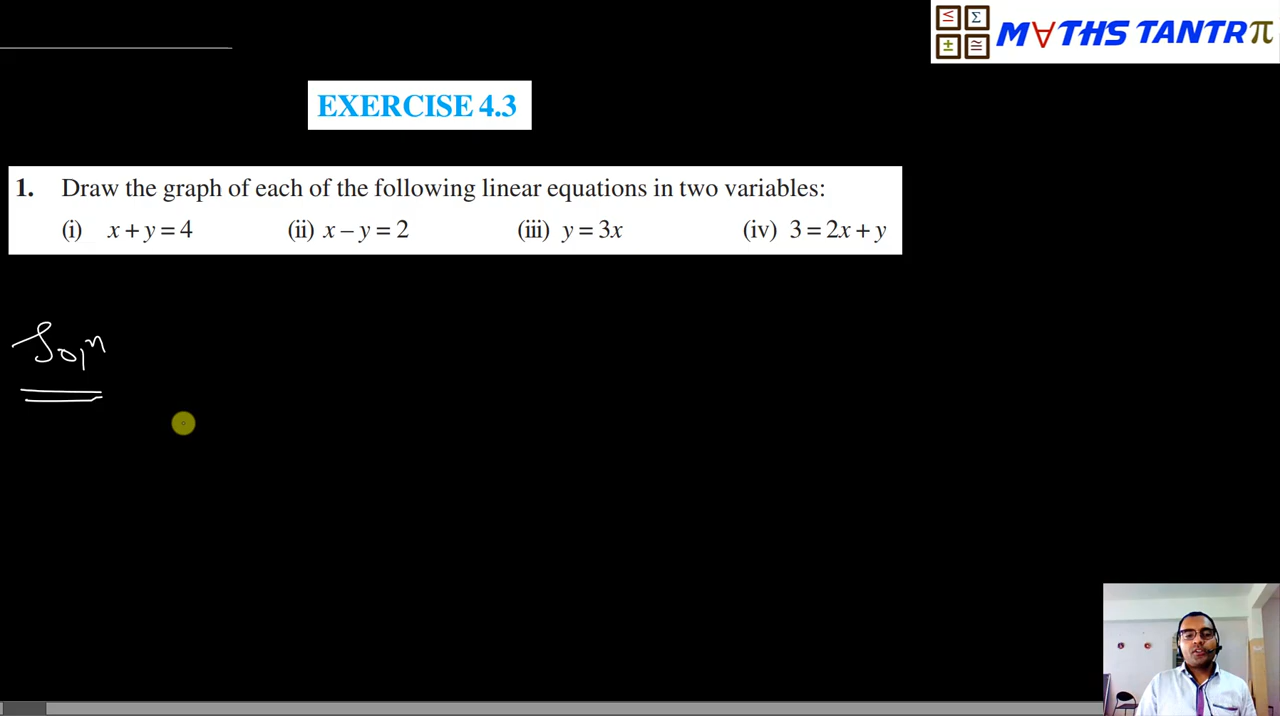 ≤ Σ ± ≅ M∀THS TANTRπ
EXERCISE 4.3
1. Draw the graph of each of the following linear equations in two variables:
(i) x + y = 4 (ii) x – y = 2 (iii) y = 3x (iv) 3 = 2x + y
Solⁿ